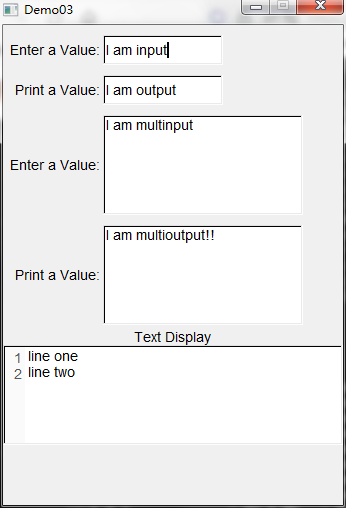 Demo03
Enter a Value: I am input
Print a Value: I am output
Enter a Value: I am multinput
Print a Value: I am multioutput!!
Text Display
1 line one
2 line two